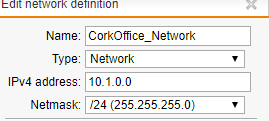 Edit network definition
Name: CorkOffice_Network
Type: Network
IPv4 address: 10.1.0.0
Netmask: /24 (255.255.255.0)